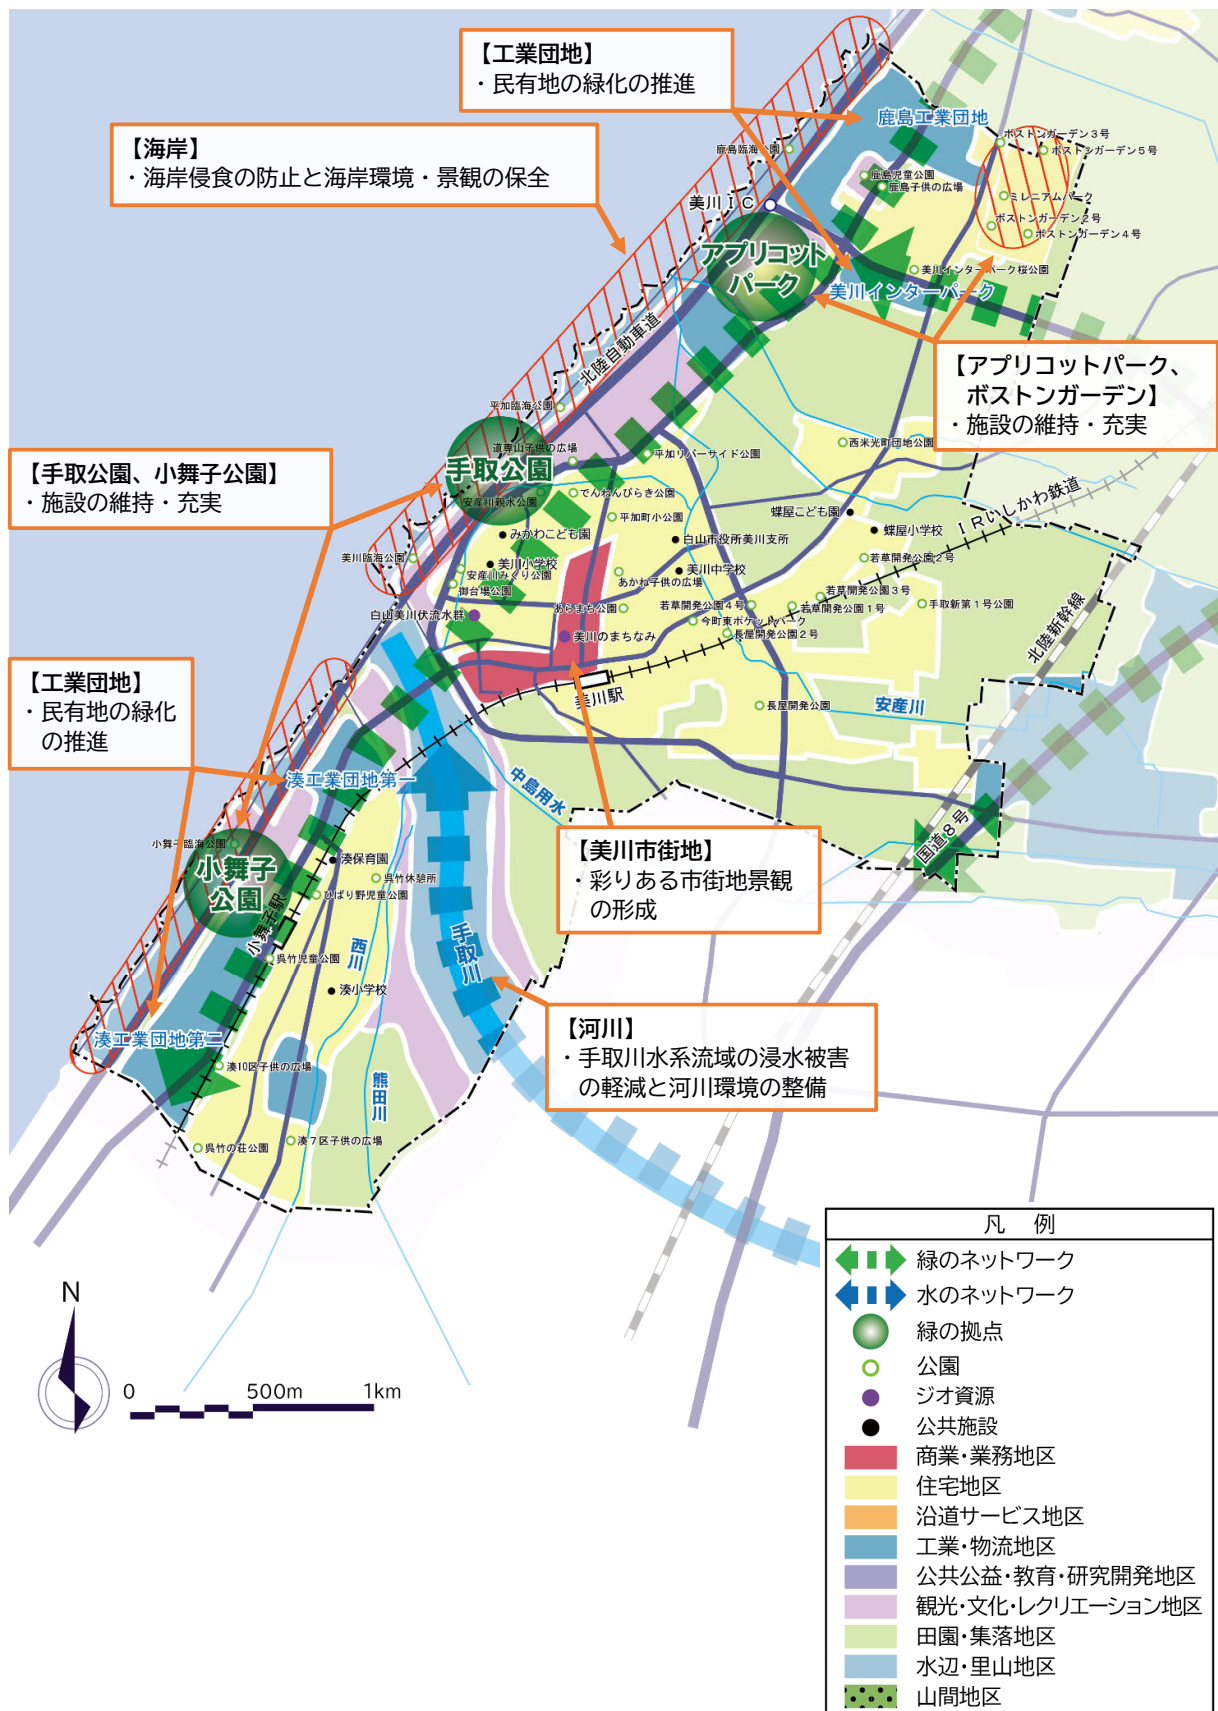 【工業団地】
・民有地の緑化の推進
【海岸】
・海岸侵食の防止と海岸環境・景観の保全
鹿島工業団地
ボストンガーデン３号
ボストンガーデン５号
鹿島臨海公園
鹿島児童公園
鹿島子供の広場
ミレニアムパーク
美川ＩＣ
ボストンガーデン２号
ボストンガーデン４号
アプリコット
パーク
美川インターパーク桜公園
美川インターパーク
北陸自動車道
【アプリコットパーク、
ボストンガーデン】
・施設の維持・充実
平加臨海公園
道専山子供の広場
平加リバーサイド公園
西米光町団地公園
【手取公園、小舞子公園】
・施設の維持・充実
手取公園
安産川親水公園
でんねんびらき公園
平加町小公園
蝶屋こども園
ＩＲいしかわ鉄道
みかわこども園
白山市役所美川支所
蝶屋小学校
美川臨海公園
美川小学校
安産川みくり公園
美川中学校
若草開発公園２号
御台場公園
あかね子供の広場
若草開発公園３号
白山美川伏流水群
あらまち公園
若草開発公園４号
若草開発公園１号
手取新第１号公園
今町東ポケットパーク
美川のまちなみ
長屋開発公園２号
北陸新幹線
【工業団地】
・民有地の緑化
の推進
美川駅
長屋開発公園
安産川
湊工業団地第一
中島用水
国道８号
小舞子臨海公園
小舞子
公園
湊保育園
呉竹休憩所
ひばり野児童公園
【美川市街地】
・彩りある市街地景観
の形成
小舞子駅
西川
手取川
呉竹児童公園
湊小学校
【河川】
・手取川水系流域の浸水被害
の軽減と河川環境の整備
湊工業団地第二
湊10区子供の広場
熊田川
湊７区子供の広場
呉竹の荘公園
凡 例
緑のネットワーク
水のネットワーク
緑の拠点
公園
ジオ資源
公共施設
商業・業務地区
住宅地区
沿道サービス地区
工業・物流地区
公共公益・教育・研究開発地区
観光・文化・レクリエーション地区
田園・集落地区
水辺・里山地区
山間地区
N
0 500m 1km